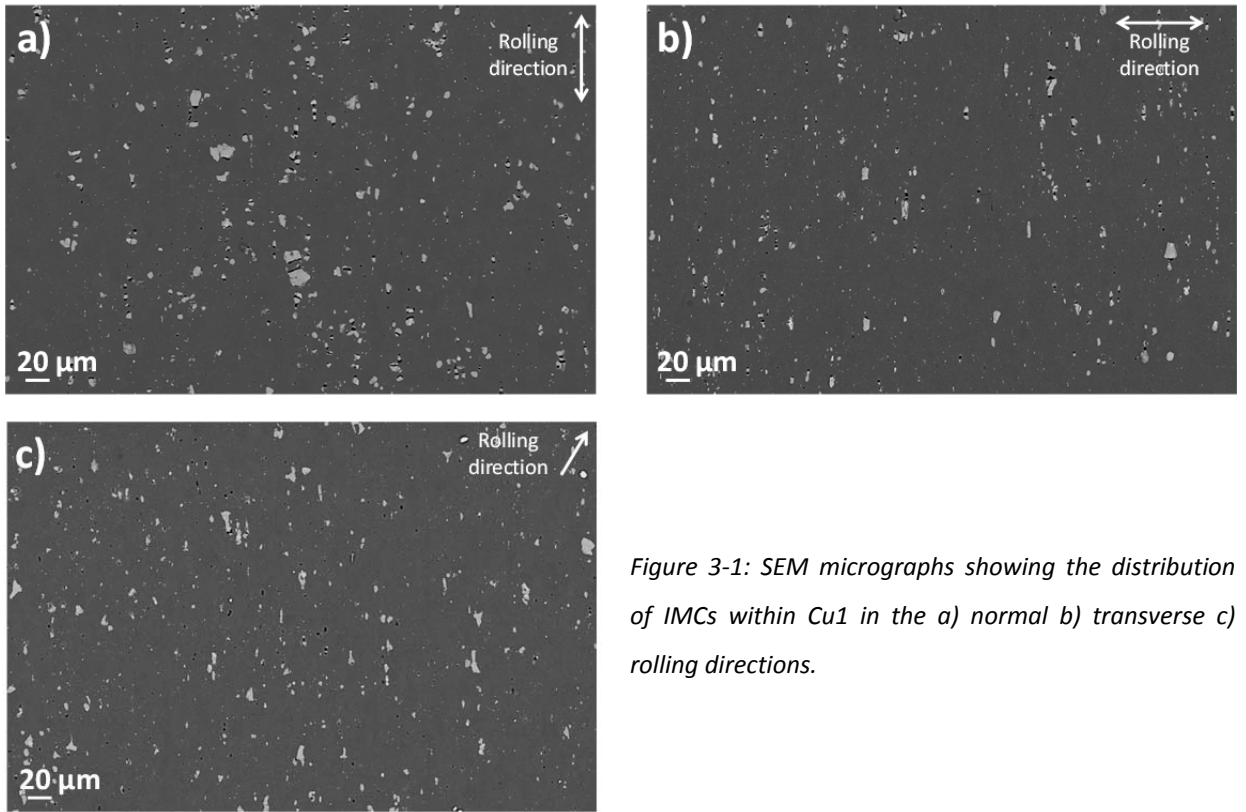 a)
Rolling
direction
20 µm
b)
Rolling
direction
20 µm
c)
Rolling
direction
20 µm
Figure 3-1: SEM micrographs showing the distribution
of IMCs within Cu1 in the a) normal b) transverse c)
rolling directions.